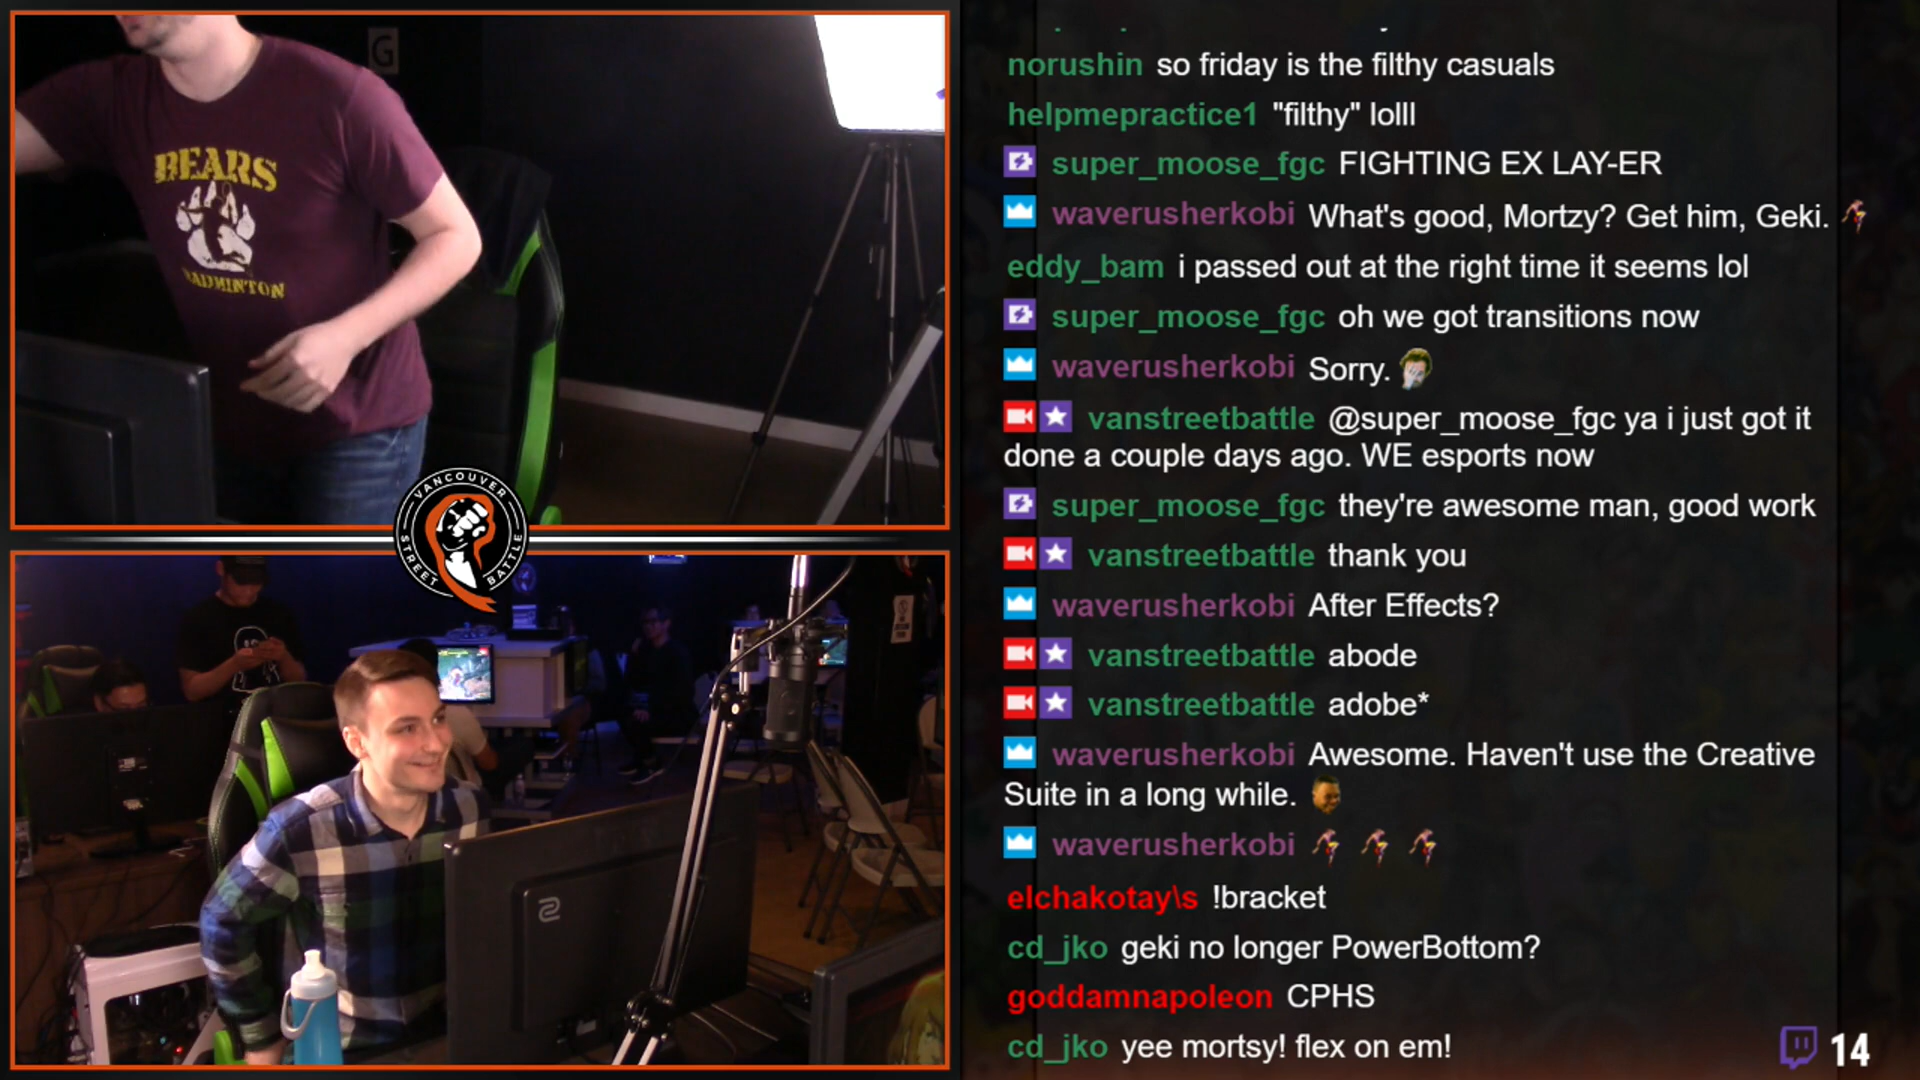 G
BEARS
BADMINTON
VANCOUVER
STREET BATTLE
norushin so friday is the filthy casuals
helpmepractice1 "filthy" lolll
super_moose_fgc FIGHTING EX LAY-ER
waverusherkobi What's good, Mortzy? Get him, Geki.
eddy_bam i passed out at the right time it seems lol
super_moose_fgc oh we got transitions now
waverusherkobi Sorry.
vanstreetbattle @super_moose_fgc ya i just got it
done a couple days ago. WE esports now
super_moose_fgc they're awesome man, good work
vanstreetbattle thank you
waverusherkobi After Effects?
vanstreetbattle abode
vanstreetbattle adobe*
waverusherkobi Awesome. Haven't use the Creative
Suite in a long while.
waverusherkobi
elchakotay\s !bracket
cd_jko geki no longer PowerBottom?
goddamnapoleon CPHS
cd_jko yee mortsy! flex on em!
14